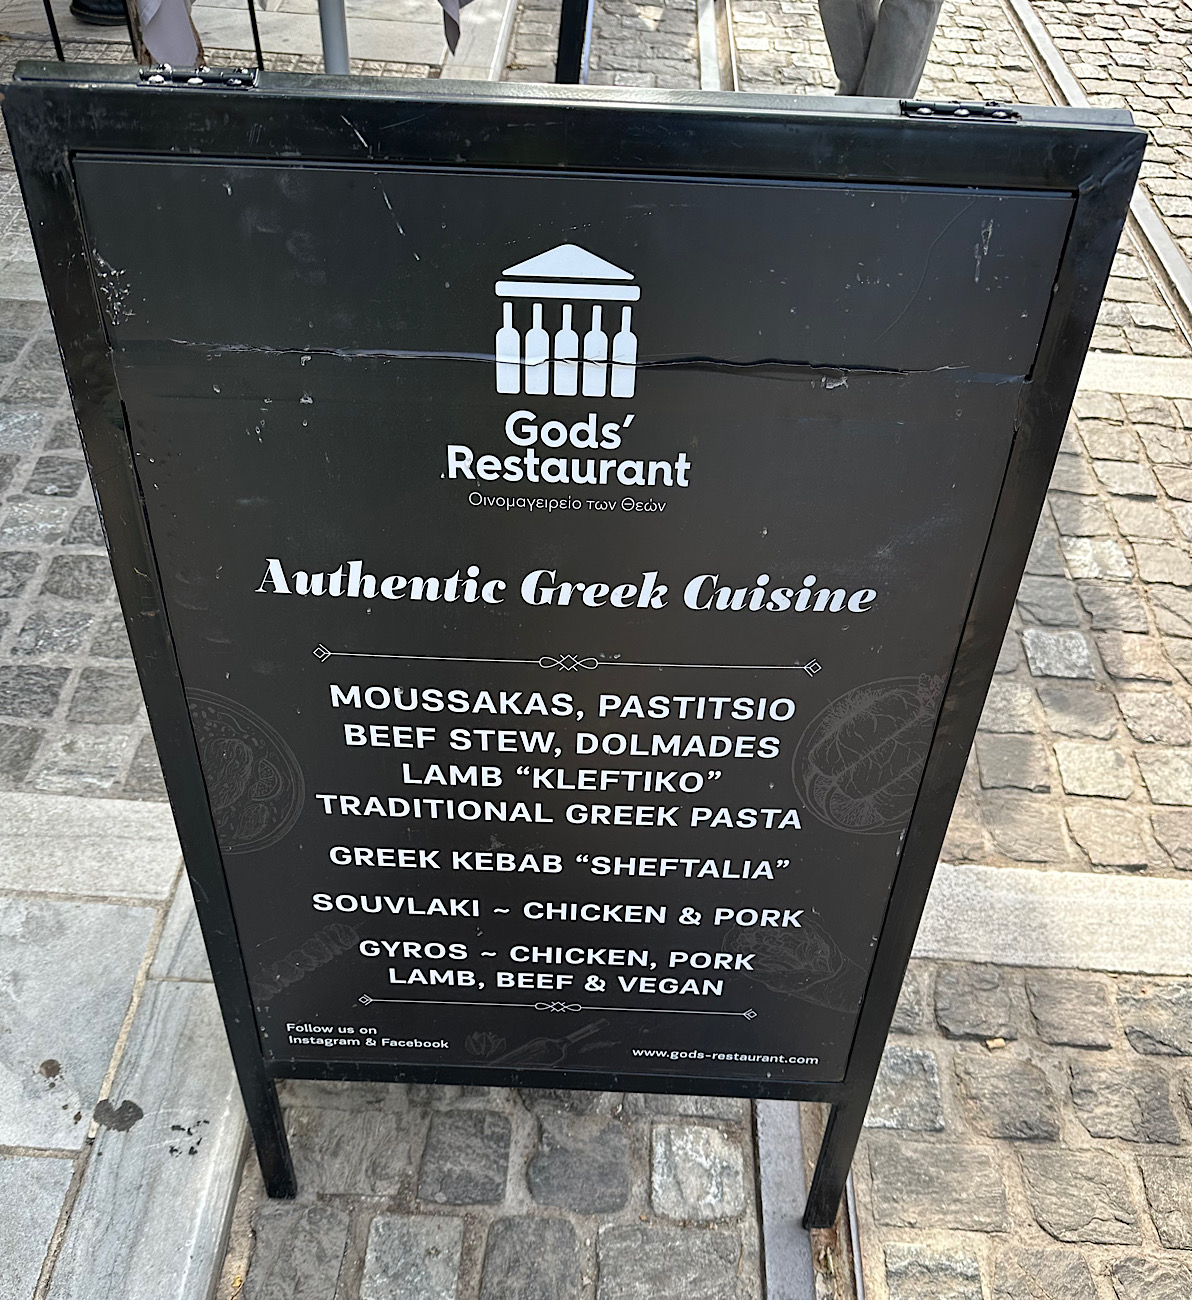 Gods’
Restaurant
Οινομαγειρείο των Θεών
Authentic Greek Cuisine
MOUSSAKAS, PASTITSIO
BEEF STEW, DOLMADES
LAMB “KLEFTIKO”
TRADITIONAL GREEK PASTA
GREEK KEBAB “SHEFTALIA”
SOUVLAKI ~ CHICKEN & PORK
GYROS ~ CHICKEN, PORK
LAMB, BEEF & VEGAN
Follow us on
Instagram & Facebook
www.gods-restaurant.com